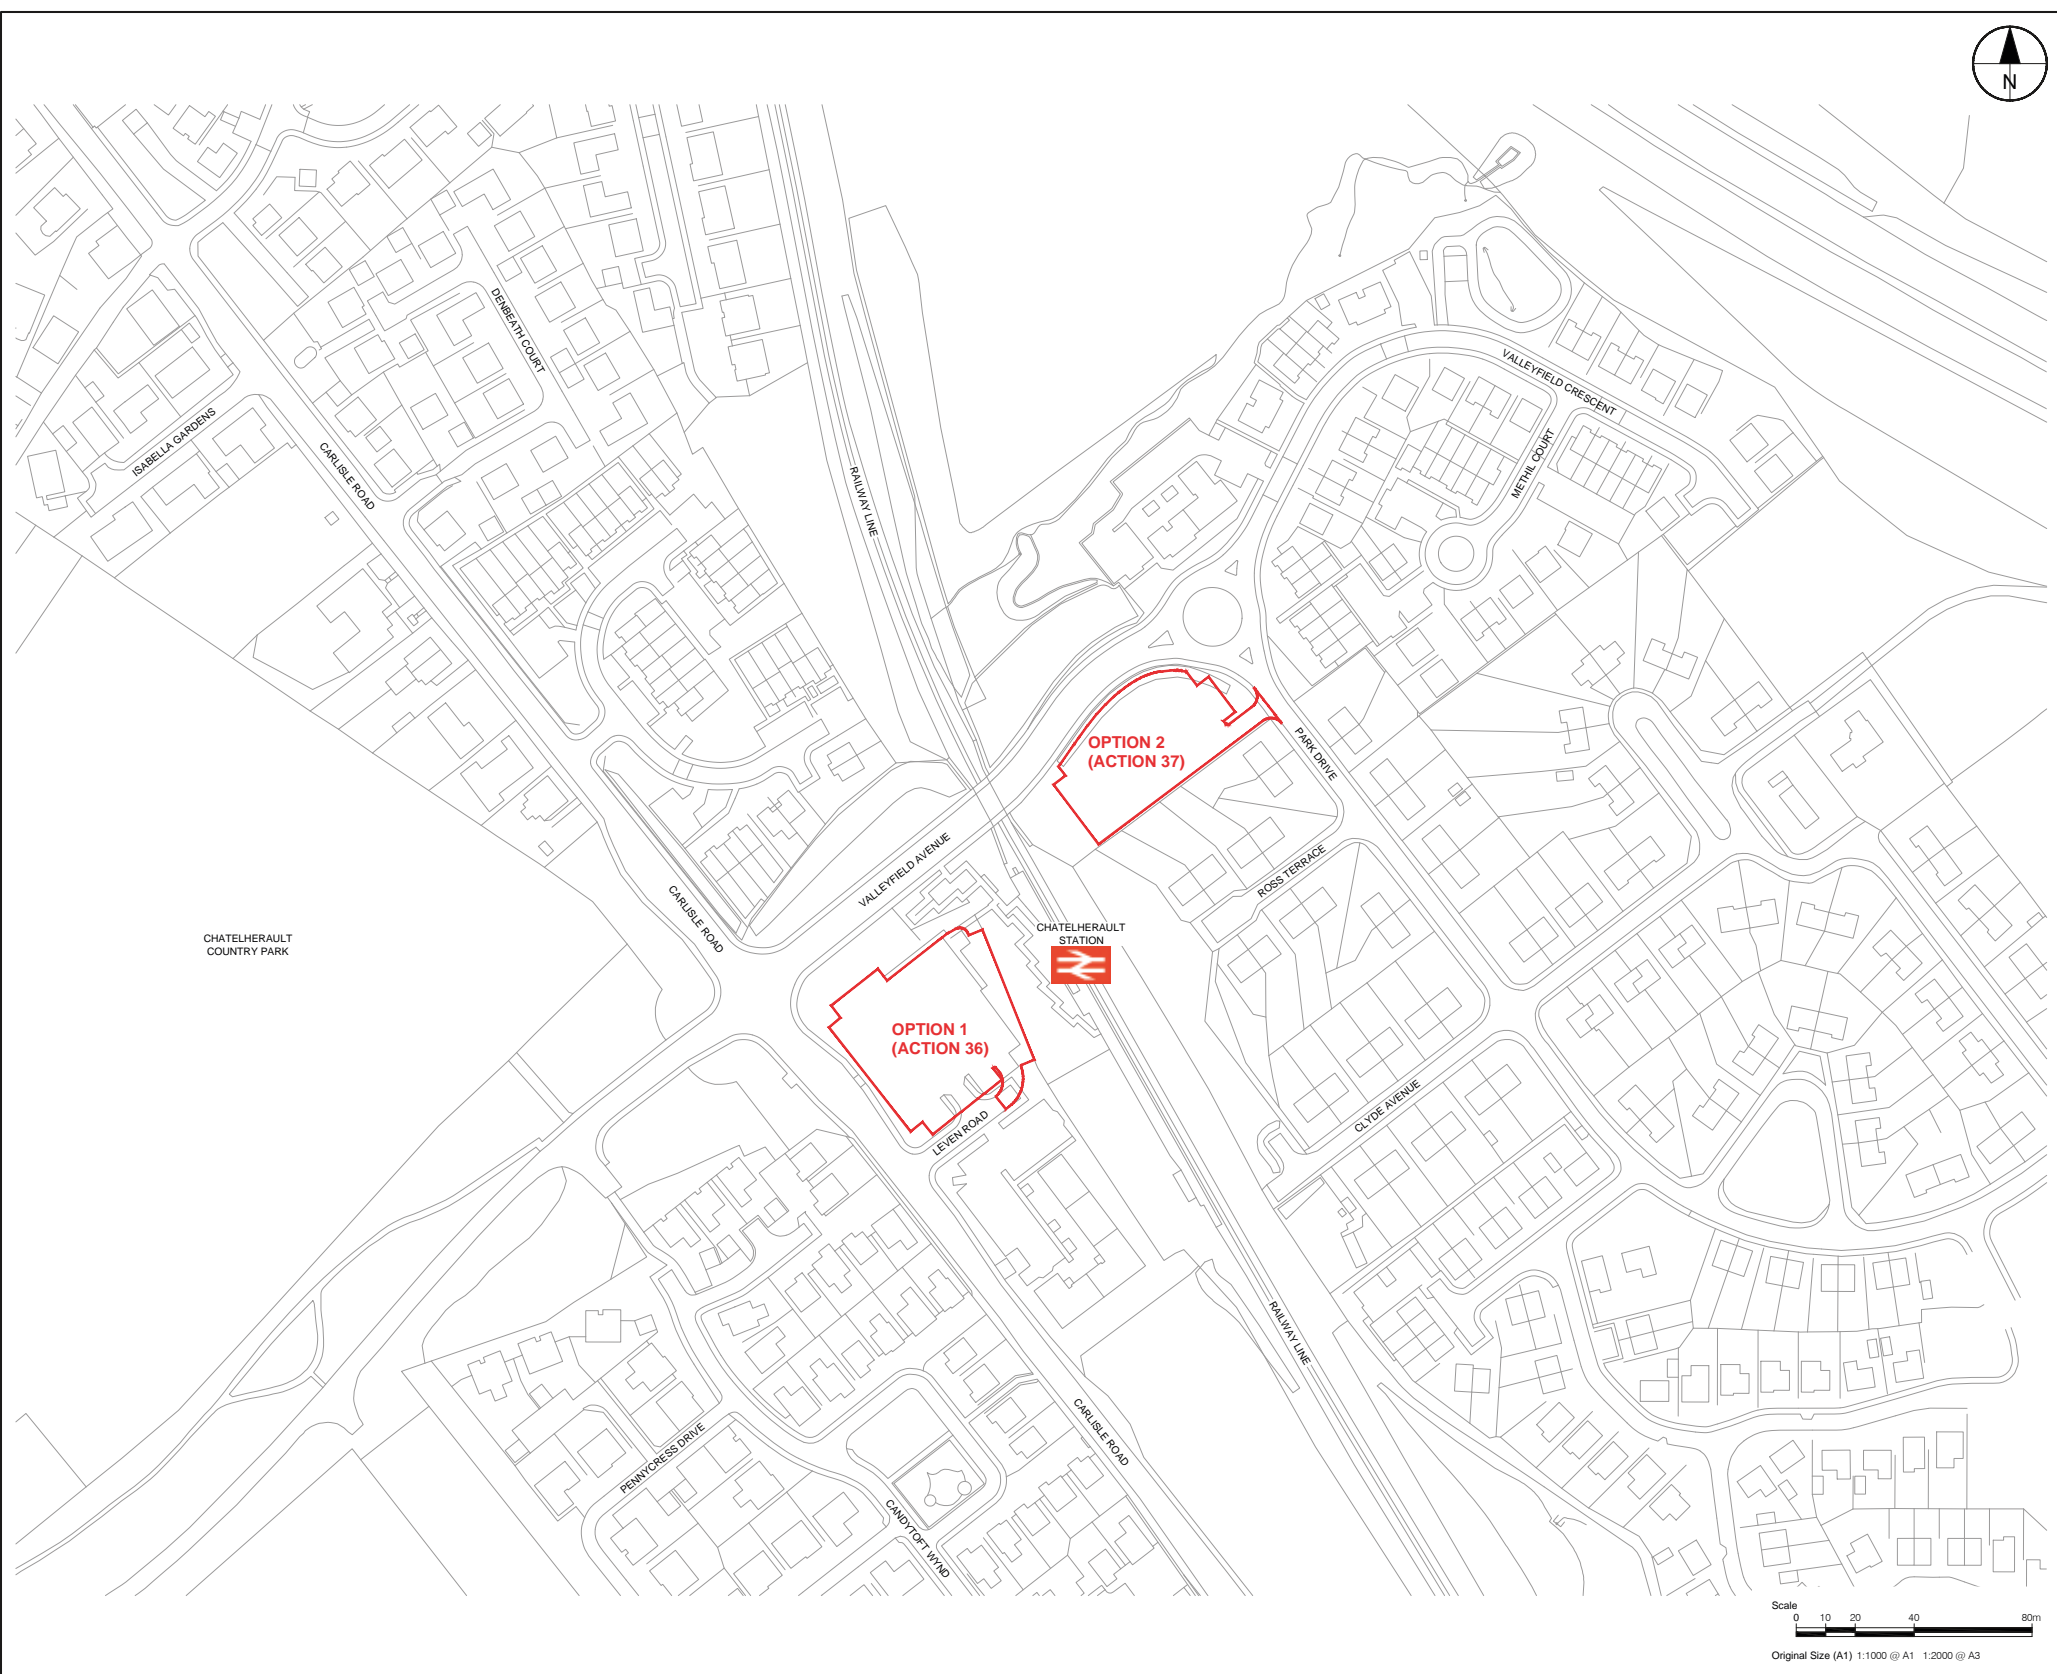 N
DENBEATH COURT
VALLEYFIELD CRESCENT
ISABELLA GARDENS
CARLISLE ROAD
RAILWAY LINE
METHIL COURT
OPTION 2
(ACTION 37)
PARK DRIVE
VALLEYFIELD AVENUE
ROSS TERRACE
CARLISLE ROAD
CHATELHERAULT
COUNTRY PARK
CHATELHERAULT
STATION
OPTION 1
(ACTION 36)
LEVEN ROAD
CLYDE AVENUE
RAILWAY LINE
CARLISLE ROAD
PENNYCRESS DRIVE
CANDYTOFT WYND
Scale
0 10 20 40 80m
Original Size (A1) 1:1000 @ A1 1:2000 @ A3